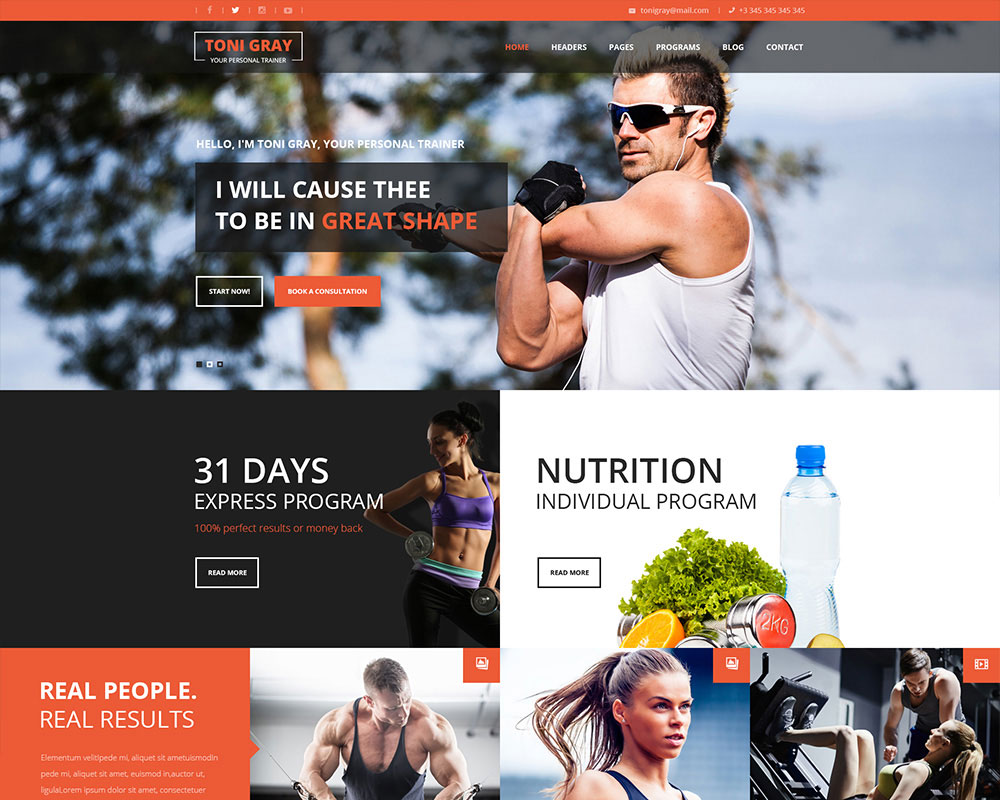 tonigray@mail.com
+3 345 345 345 345
TONI GRAY
YOUR PERSONAL TRAINER
HOME HEADERS PAGES PROGRAMS BLOG CONTACT
HELLO, I'M TONI GRAY, YOUR PERSONAL TRAINER
I WILL CAUSE THEE
TO BE IN GREAT SHAPE
START NOW!
BOOK A CONSULTATION
31 DAYS
EXPRESS PROGRAM
100% perfect results or money back
READ MORE
NUTRITION
INDIVIDUAL PROGRAM
READ MORE
2KG
REAL PEOPLE.
REAL RESULTS
Elementum velitipede mi, aliquet sit ametuismodin
pede mi, aliquet sit amet, euismod in,auctor ut,
ligulal,orem ipsum dolor sit amet, consectetuer